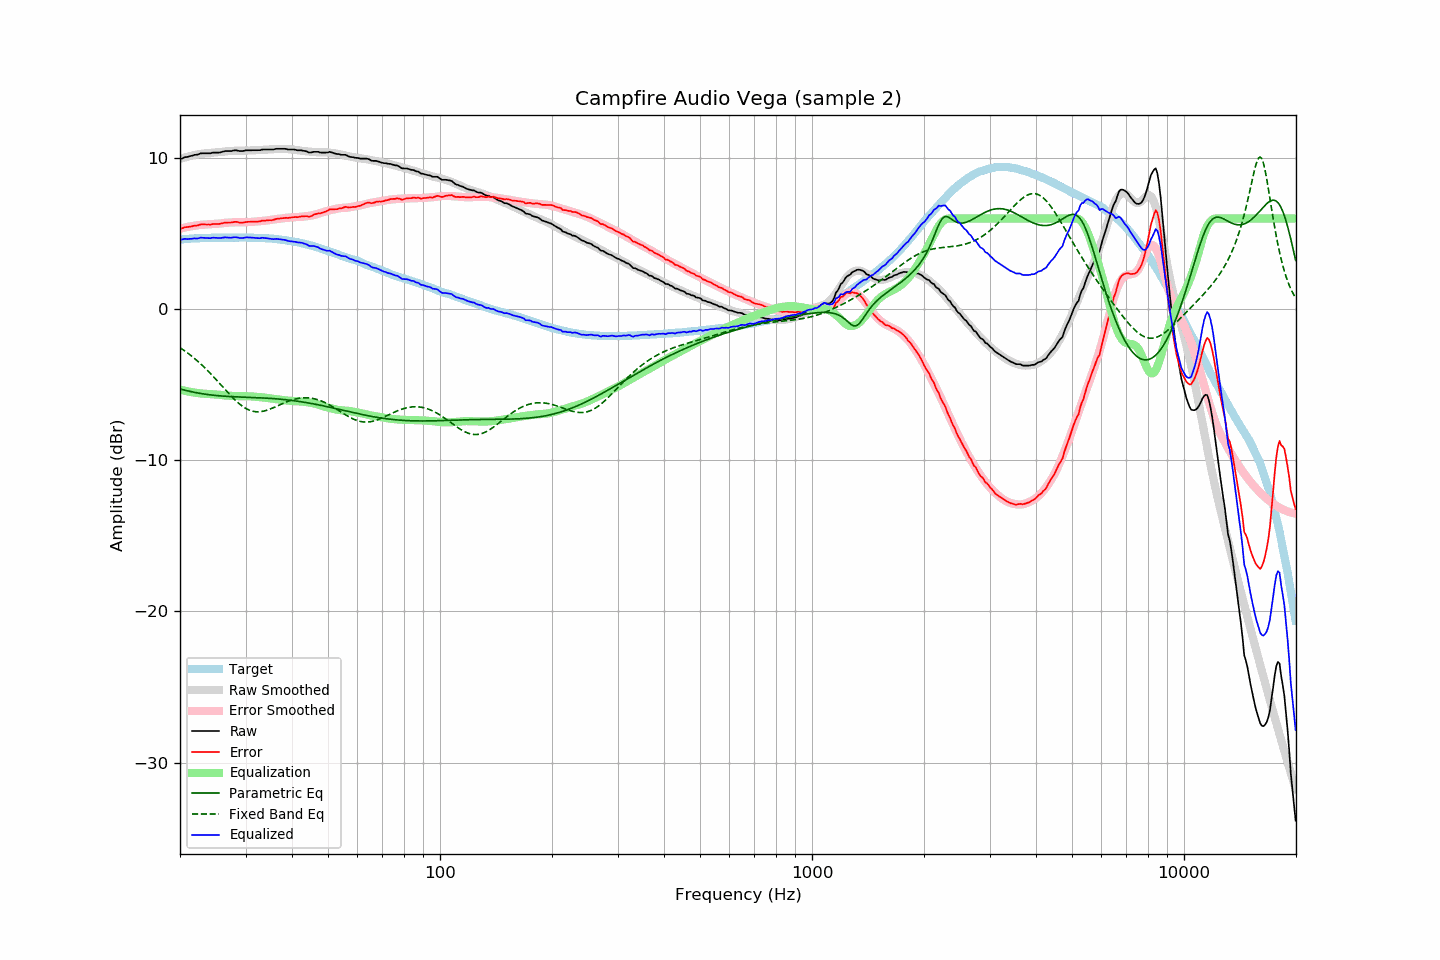 Campfire Audio Vega (sample 2)
10
0
−10
−20
−30
Amplitude (dBr)
Target
Raw Smoothed
Error Smoothed
Raw
Error
Equalization
Parametric Eq
Fixed Band Eq
Equalized
100
1000
10000
Frequency (Hz)